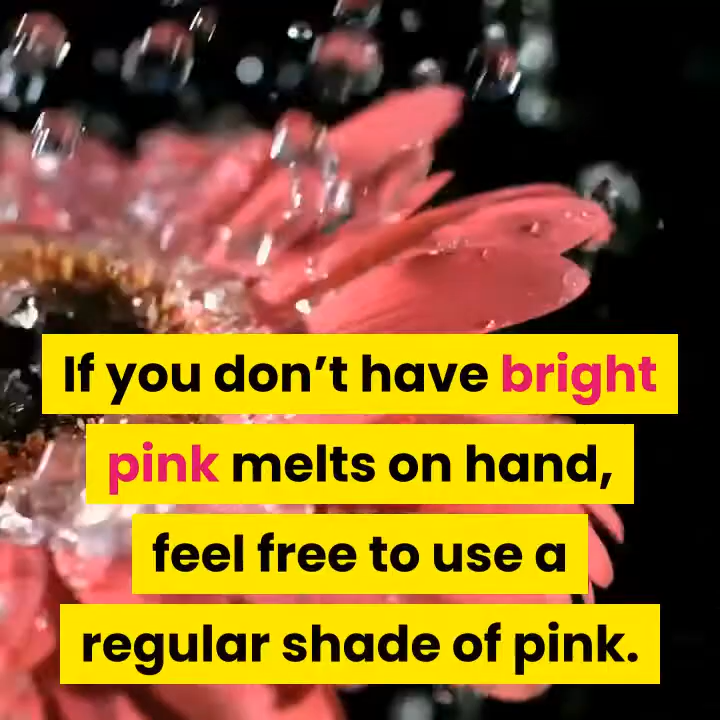 If you don’t have bright
pink melts on hand,
feel free to use a
regular shade of pink.